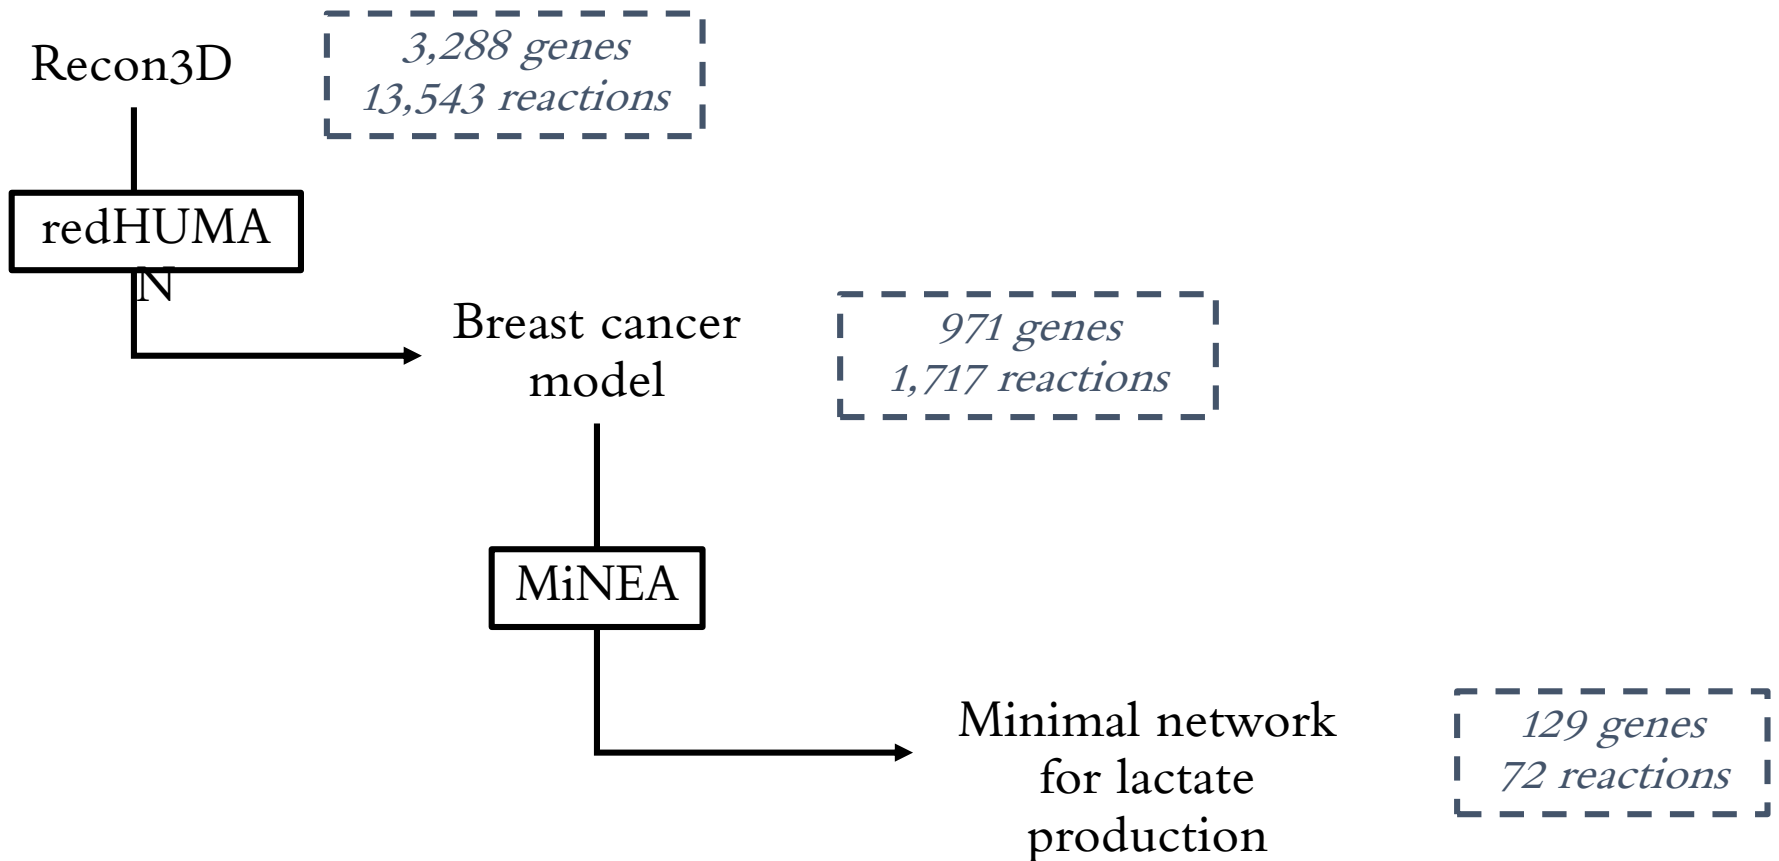 Recon3D
3,288 genes
13,543 reactions
redHUMA
N
Breast cancer
model
971 genes
1,717 reactions
MiNEA
Minimal network
for lactate
production
129 genes
72 reactions